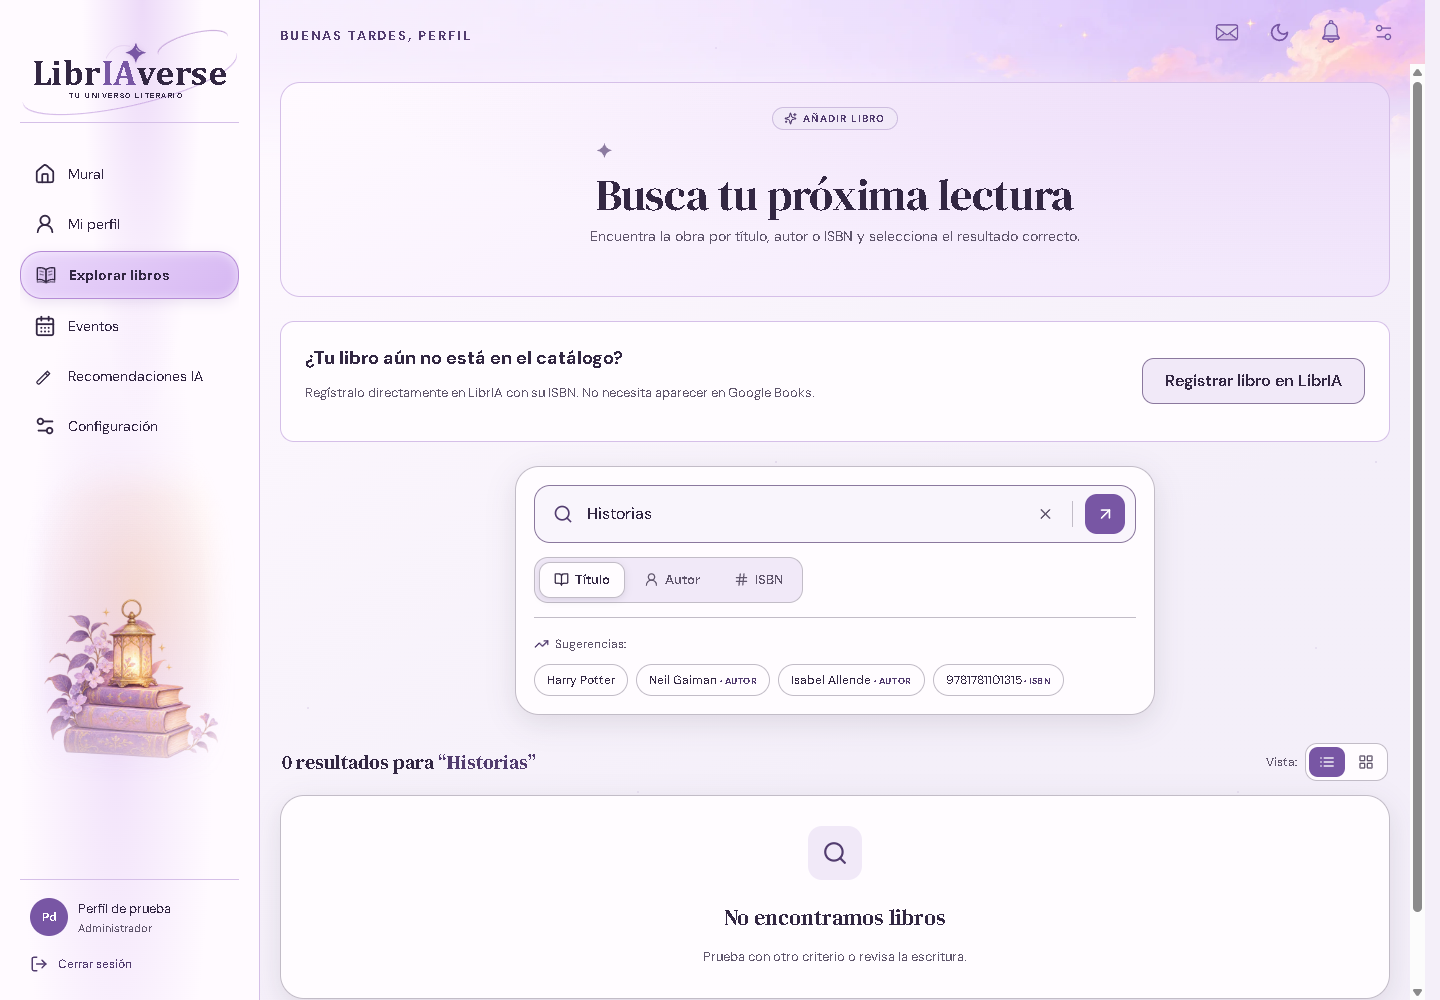 LibrIAverse
TU UNIVERSO LITERARIO
Mural
Mi perfil
Explorar libros
Eventos
Recomendaciones IA
Configuración
Pd
Perfil de prueba
Administrador
Cerrar sesión
BUENAS TARDES, PERFIL
AÑADIR LIBRO
Busca tu próxima lectura
Encuentra la obra por título, autor o ISBN y selecciona el resultado correcto.
¿Tu libro aún no está en el catálogo?
Regístralo directamente en LibrIA con su ISBN. No necesita aparecer en Google Books.
Registrar libro en LibrIA
Historias
Título
Autor
ISBN
Sugerencias:
Harry Potter
Neil Gaiman · AUTOR
Isabel Allende · AUTOR
9781781101315 · ISBN
0 resultados para “Historias”
Vista:
No encontramos libros
Prueba con otro criterio o revisa la escritura.